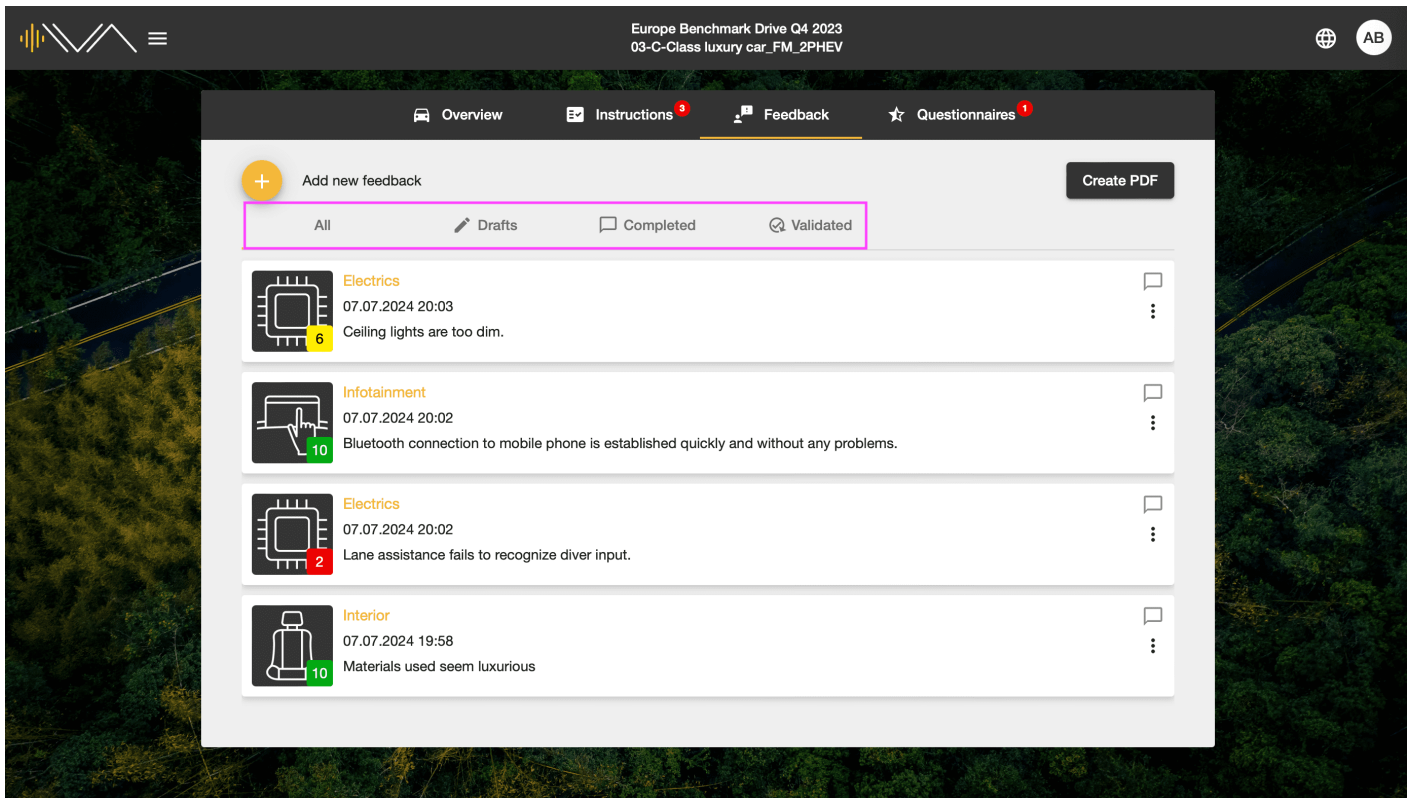 Europe Benchmark Drive Q4 2023
03-C-Class luxury car_FM_2PHEV
AB
Overview
Instructions 3
Feedback
Questionnaires 1
Add new feedback
Create PDF
All
Drafts
Completed
Validated
Electrics
07.07.2024 20:03
Ceiling lights are too dim.
6
Infotainment
07.07.2024 20:02
Bluetooth connection to mobile phone is established quickly and without any problems.
10
Electrics
07.07.2024 20:02
Lane assistance fails to recognize diver input.
2
Interior
07.07.2024 19:58
Materials used seem luxurious
10